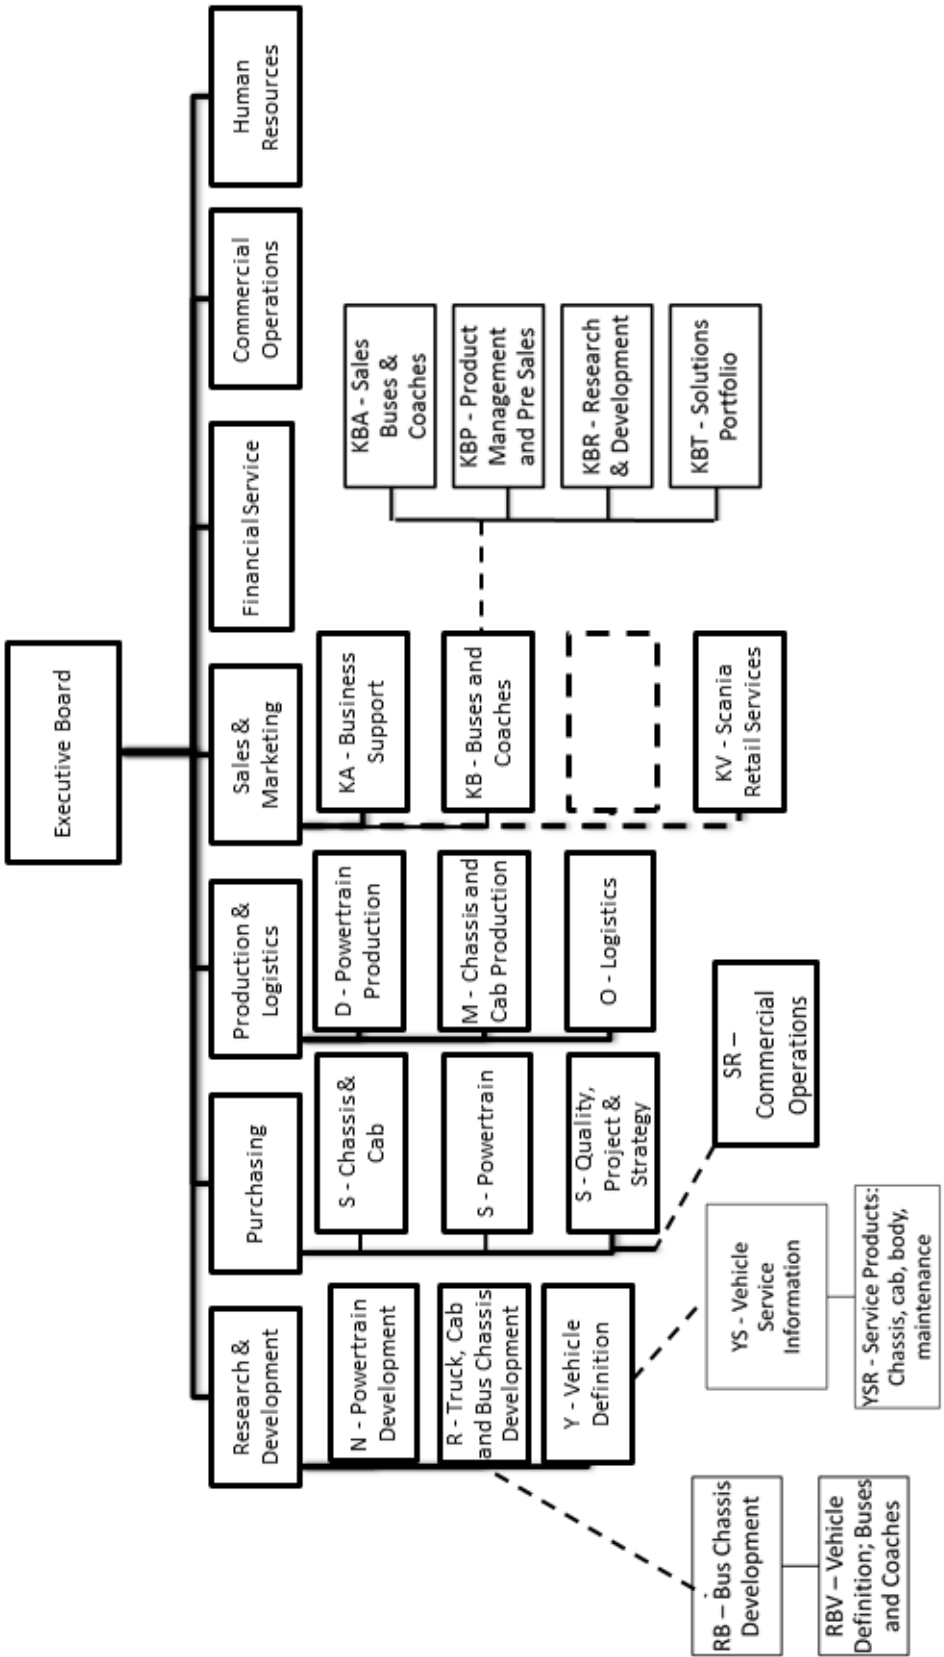 Executive Board
Research &
Development
Purchasing
Production &
Logistics
Sales &
Marketing
Financial Service
Commercial
Operations
Human
Resources
N - Powertrain
Development
R - Truck, Cab
and Bus Chassis
Development
Y - Vehicle
Definition
S - Chassis &
Cab
S - Powertrain
S - Quality,
Project &
Strategy
D - Powertrain
Production
M - Chassis and
Cab Production
O - Logistics
KA - Business
Support
KB - Buses and
Coaches
KV - Scania
Retail Services
KBA - Sales
Buses &
Coaches
KBP - Product
Management
and Pre Sales
KBR - Research
& Development
KBT - Solutions
Portfolio
RB – Bus Chassis
Development
RBV – Vehicle
Definition; Buses
and Coaches
YS - Vehicle
Service
Information
YSR - Service Products:
Chassis, cab, body,
maintenance
SR –
Commercial
Operations